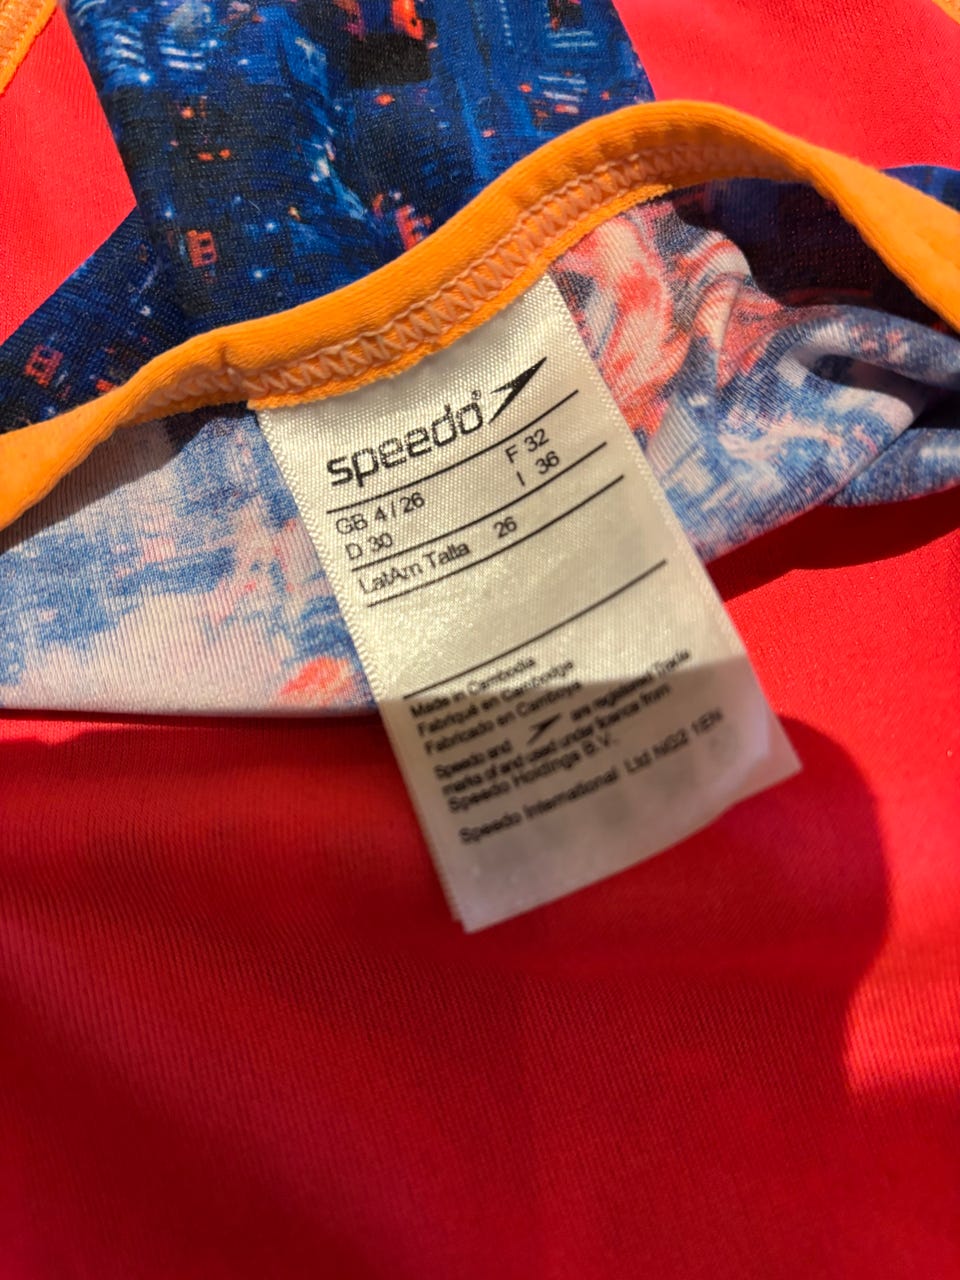 speedo®
GB 4 / 26 F 32
D 30 I 36
LatAm Talla 26
Made in Cambodia
Fabriqué en Cambodge
Fabricado en Camboya
Speedo and are registered Trade
marks of and used under licence from
Speedo Holdings B.V.
Speedo International Ltd NG2 1EN